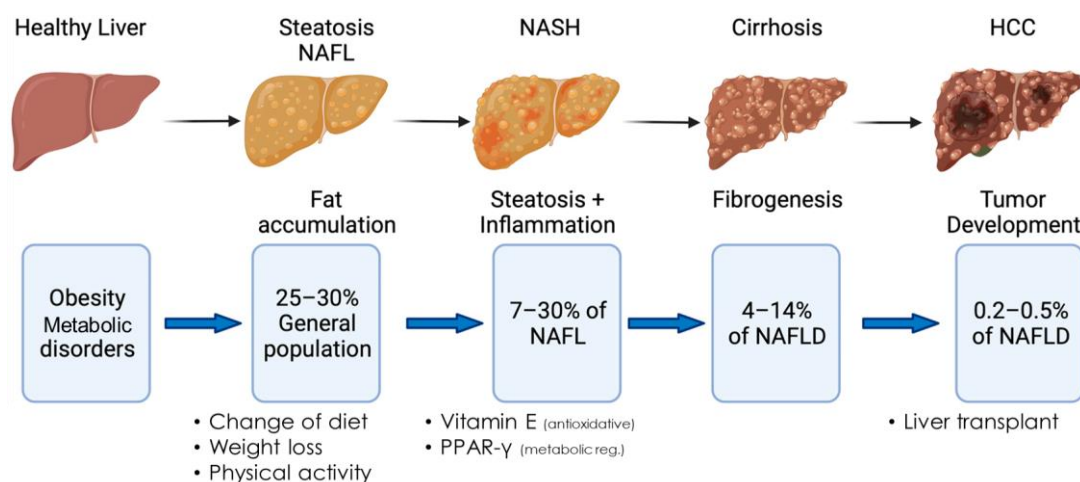 Healthy Liver
Steatosis
NAFL
NASH
Cirrhosis
HCC
Fat
accumulation
Steatosis +
Inflammation
Fibrogenesis
Tumor
Development
Obesity
Metabolic
disorders
25–30%
General
population
7–30% of
NAFL
4–14%
of NAFLD
0.2–0.5%
of NAFLD
• Change of diet
• Weight loss
• Physical activity
• Vitamin E (antioxidative)
• PPAR-γ (metabolic reg.)
• Liver transplant